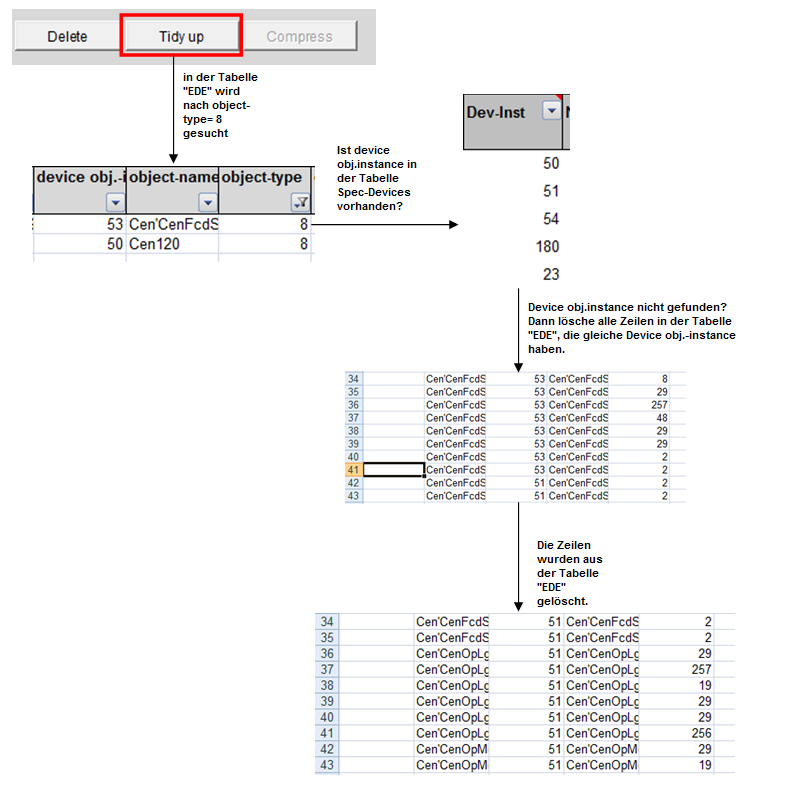 Delete Tidy up Compress
in der Tabelle
"EDE" wird
nach object-
type= 8
gesucht
device obj.-i object-name object-type
53 Cen'CenFcdS 8
50 Cen120 8
Ist device
obj.instance in
der Tabelle
Spec-Devices
vorhanden?
Dev-Inst
50
51
54
180
23
Device obj.instance nicht gefunden?
Dann lösche alle Zeilen in der Tabelle
"EDE", die gleiche Device obj.-instance
haben.
34 Cen'CenFcdS 53 Cen'CenFcdS 8
35 Cen'CenFcdS 53 Cen'CenFcdS 29
36 Cen'CenFcdS 53 Cen'CenFcdS 257
37 Cen'CenFcdS 53 Cen'CenFcdS 48
38 Cen'CenFcdS 53 Cen'CenFcdS 29
39 Cen'CenFcdS 53 Cen'CenFcdS 29
40 Cen'CenFcdS 53 Cen'CenFcdS 2
41 Cen'CenFcdS 53 Cen'CenFcdS 2
42 Cen'CenFcdS 51 Cen'CenFcdS 2
43 Cen'CenFcdS 51 Cen'CenFcdS 2
Die Zeilen
wurden aus
der Tabelle
"EDE"
gelöscht.
34 Cen'CenFcdS 51 Cen'CenFcdS 2
35 Cen'CenFcdS 51 Cen'CenFcdS 2
36 Cen'CenOpLg 51 Cen'CenOpLg 29
37 Cen'CenOpLg 51 Cen'CenOpLg 257
38 Cen'CenOpLg 51 Cen'CenOpLg 19
39 Cen'CenOpLg 51 Cen'CenOpLg 29
40 Cen'CenOpLg 51 Cen'CenOpLg 29
41 Cen'CenOpLg 51 Cen'CenOpLg 256
42 Cen'CenOpM 51 Cen'CenOpM 29
43 Cen'CenOpM 51 Cen'CenOpM 19